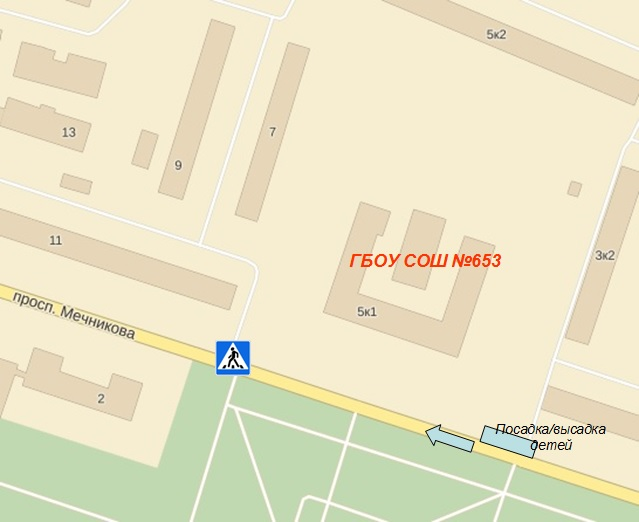 5к2
13
9
7
11
ГБОУ СОШ №653
3к2
5к1
просп. Мечникова
2
Посадка/высадка
детей